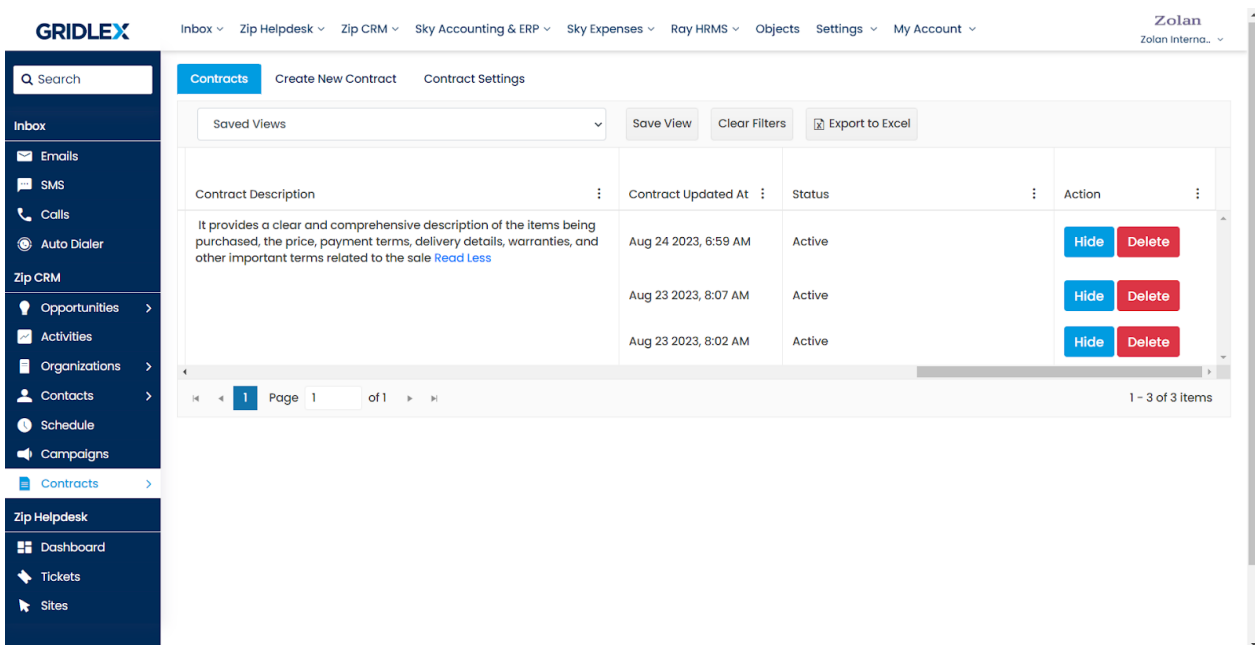 GRIDLEX
Inbox Zip Helpdesk Zip CRM Sky Accounting & ERP Sky Expenses Ray HRMS Objects Settings My Account
Zolan
Zolan Interna..
Search
Contracts Create New Contract Contract Settings
Saved Views Save View Clear Filters Export to Excel
Inbox
Emails
SMS
Calls
Auto Dialer
Zip CRM
Opportunities
Activities
Organizations
Contacts
Schedule
Campaigns
Contracts
Zip Helpdesk
Dashboard
Tickets
Sites
Contract Description Contract Updated At Status Action
It provides a clear and comprehensive description of the items being
purchased, the price, payment terms, delivery details, warranties, and
other important terms related to the sale Read Less
Aug 24 2023, 6:59 AM Active Hide Delete
Aug 23 2023, 8:07 AM Active Hide Delete
Aug 23 2023, 8:02 AM Active Hide Delete
1 Page 1 of 1 1 - 3 of 3 items